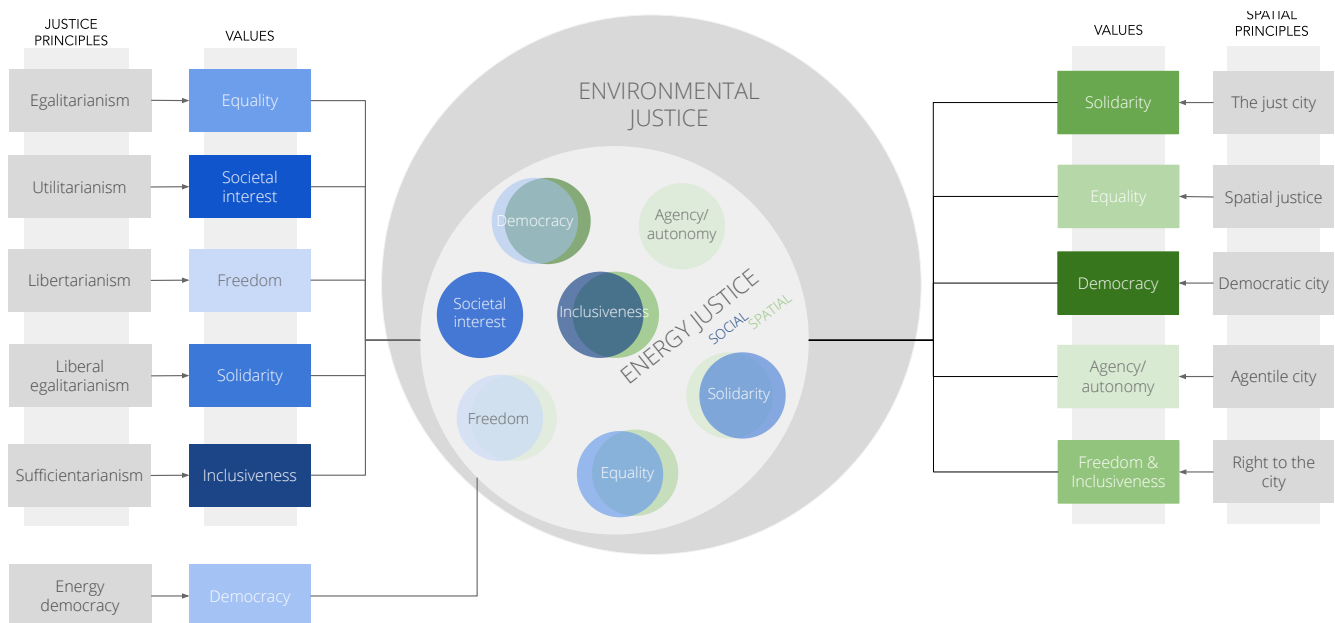 JUSTICE
PRINCIPLES
VALUES
Egalitarianism
Equality
Utilitarianism
Societal
interest
Libertarianism
Freedom
Liberal
egalitarianism
Solidarity
Sufficientarianism
Inclusiveness
Energy
democracy
Democracy
ENVIRONMENTAL
JUSTICE
Democracy
Agency/
autonomy
Societal
interest
Inclusiveness
ENERGY JUSTICE
SOCIAL
SPATIAL
Freedom
Solidarity
Equality
VALUES
SPATIAL
PRINCIPLES
Solidarity
The just city
Equality
Spatial justice
Democracy
Democratic city
Agency/
autonomy
Agentile city
Freedom &
Inclusiveness
Right to the
city